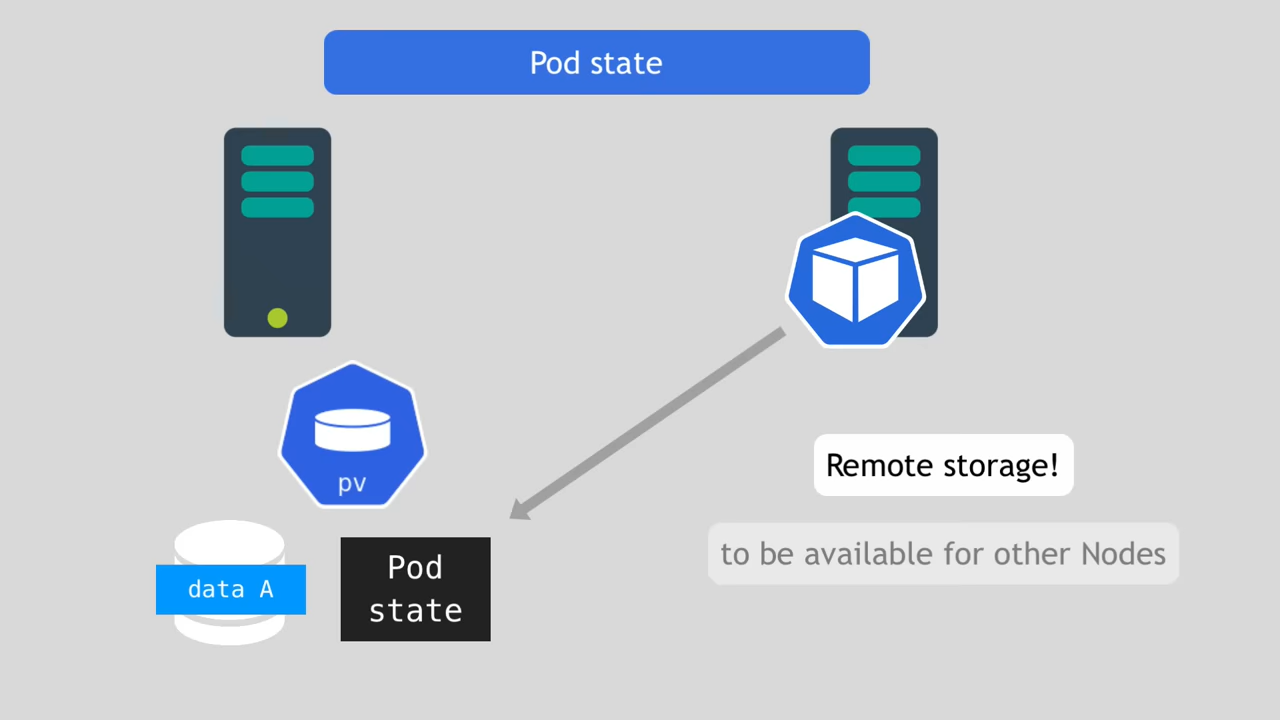 Pod state
pv
data A
Pod
state
Remote storage!
to be available for other Nodes